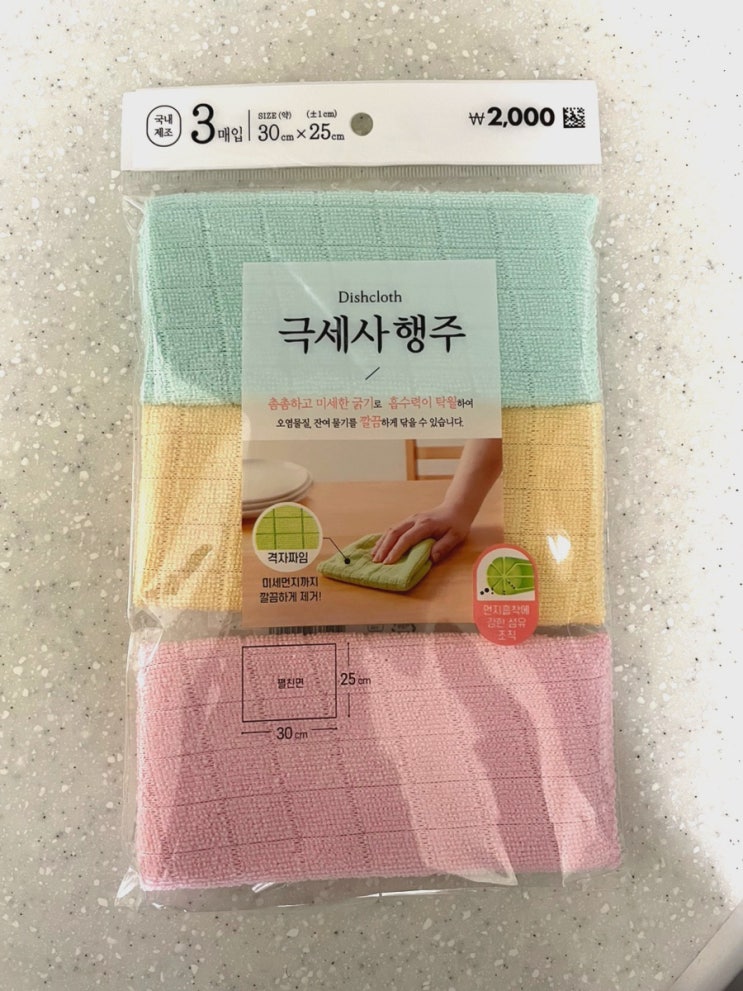 국내
제조
3매입
SIZE (약) (±1cm)
30cm×25cm
₩2,000
Dishcloth
극세사 행주
촘촘하고 미세한 굵기로 흡수력이 탁월하여
오염물질, 잔여 물기를 깔끔하게 닦을 수 있습니다.
격자짜임
미세먼지까지
깔끔하게 제거!
먼지흡착에
강한 섬유
조직
펼친면
25cm
30cm